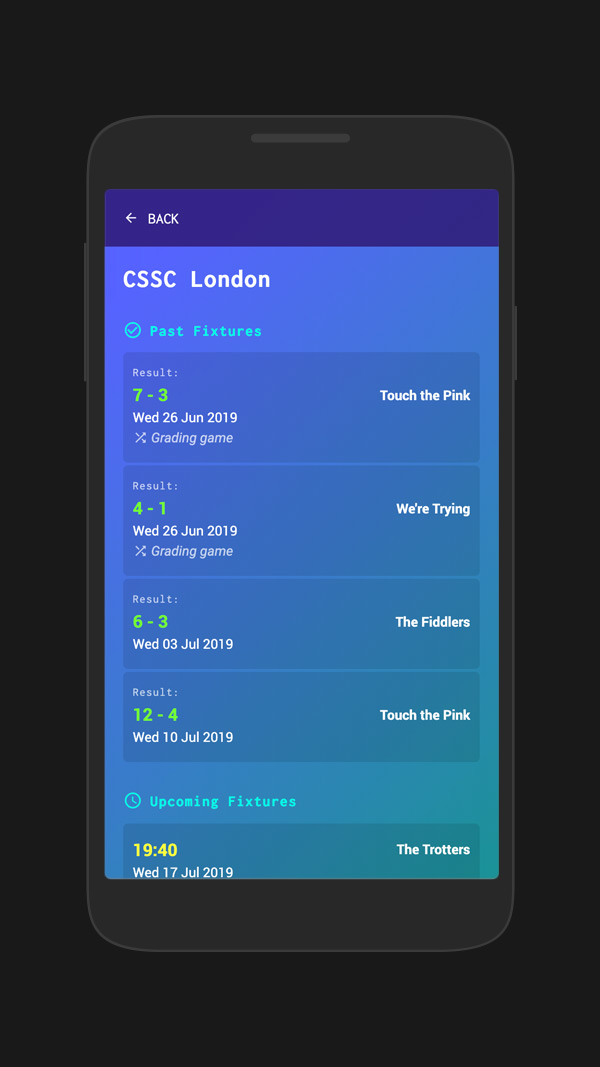 BACK
CSSC London
Past Fixtures
Result:
7 - 3 Touch the Pink
Wed 26 Jun 2019
Grading game
Result:
4 - 1 We're Trying
Wed 26 Jun 2019
Grading game
Result:
6 - 3 The Fiddlers
Wed 03 Jul 2019
Result:
12 - 4 Touch the Pink
Wed 10 Jul 2019
Upcoming Fixtures
19:40 The Trotters
Wed 17 Jul 2019